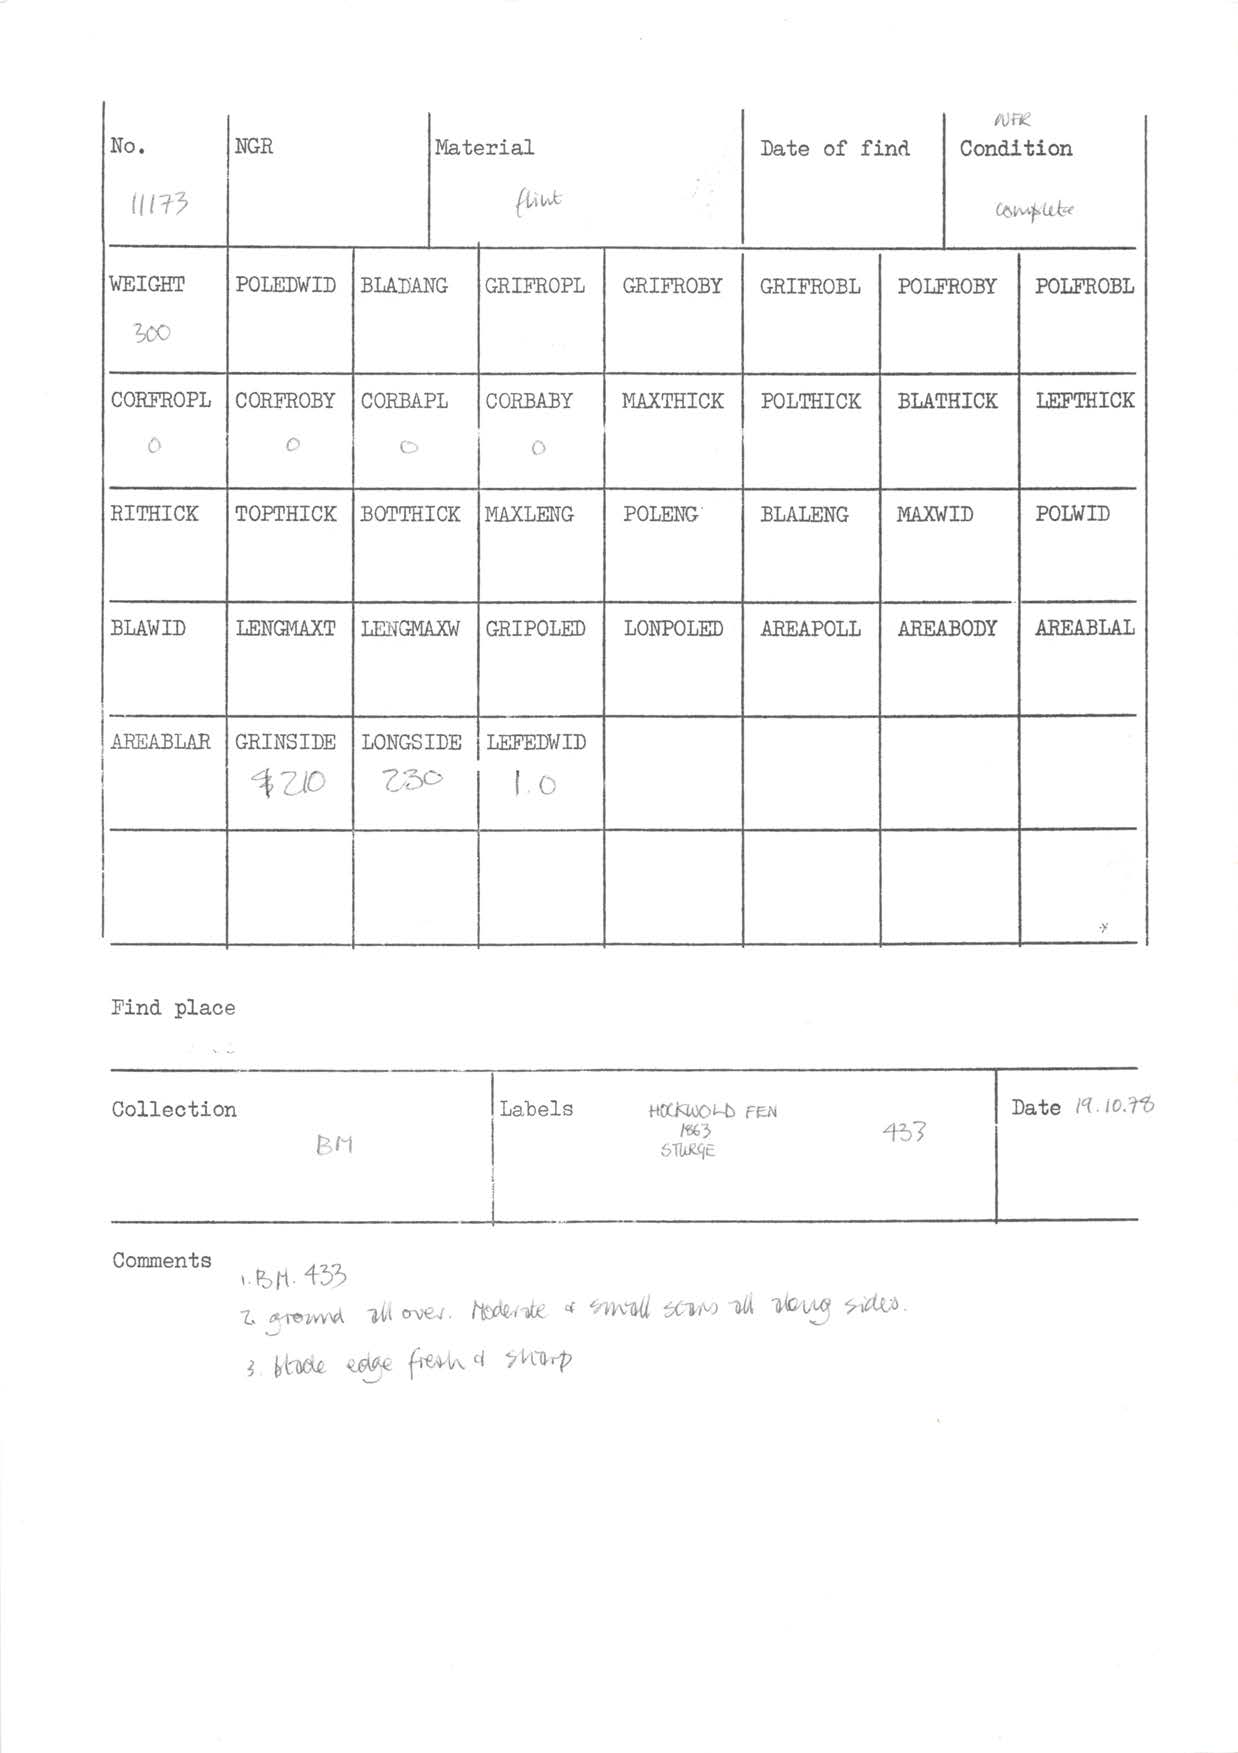 NFR
No. NGR Material Date of find Condition
11173 flint complete
WEIGHT POLEDWID BLADANG GRIFROPL GRIFROBY GRIFROBL POLFROBY POLFROBL
300
CORFROPL CORFROBY CORBAPL CORBABY MAXTHICK POLTHICK BLATHICK LEFTHICK
0 0 0 0
RITHICK TOPTHICK BOTTHICK MAXLENG POLENG BLALENG MAXWID POLWID
BLAWID LENGMAXT LENGMAXW GRIPOLED LONPOLED AREAPOLL AREABODY AREABLAL
AREABLAR GRINSIDE LONGSIDE LEFEDWID
210 230 1.0
Find place
Collection Labels HOCKWOLD FEN Date 19.10.78
1863
BM STURGE 433
Comments
1. BM. 433
2. ground all over. Moderate & small scars all along sides.
3. blade edge fresh & sharp